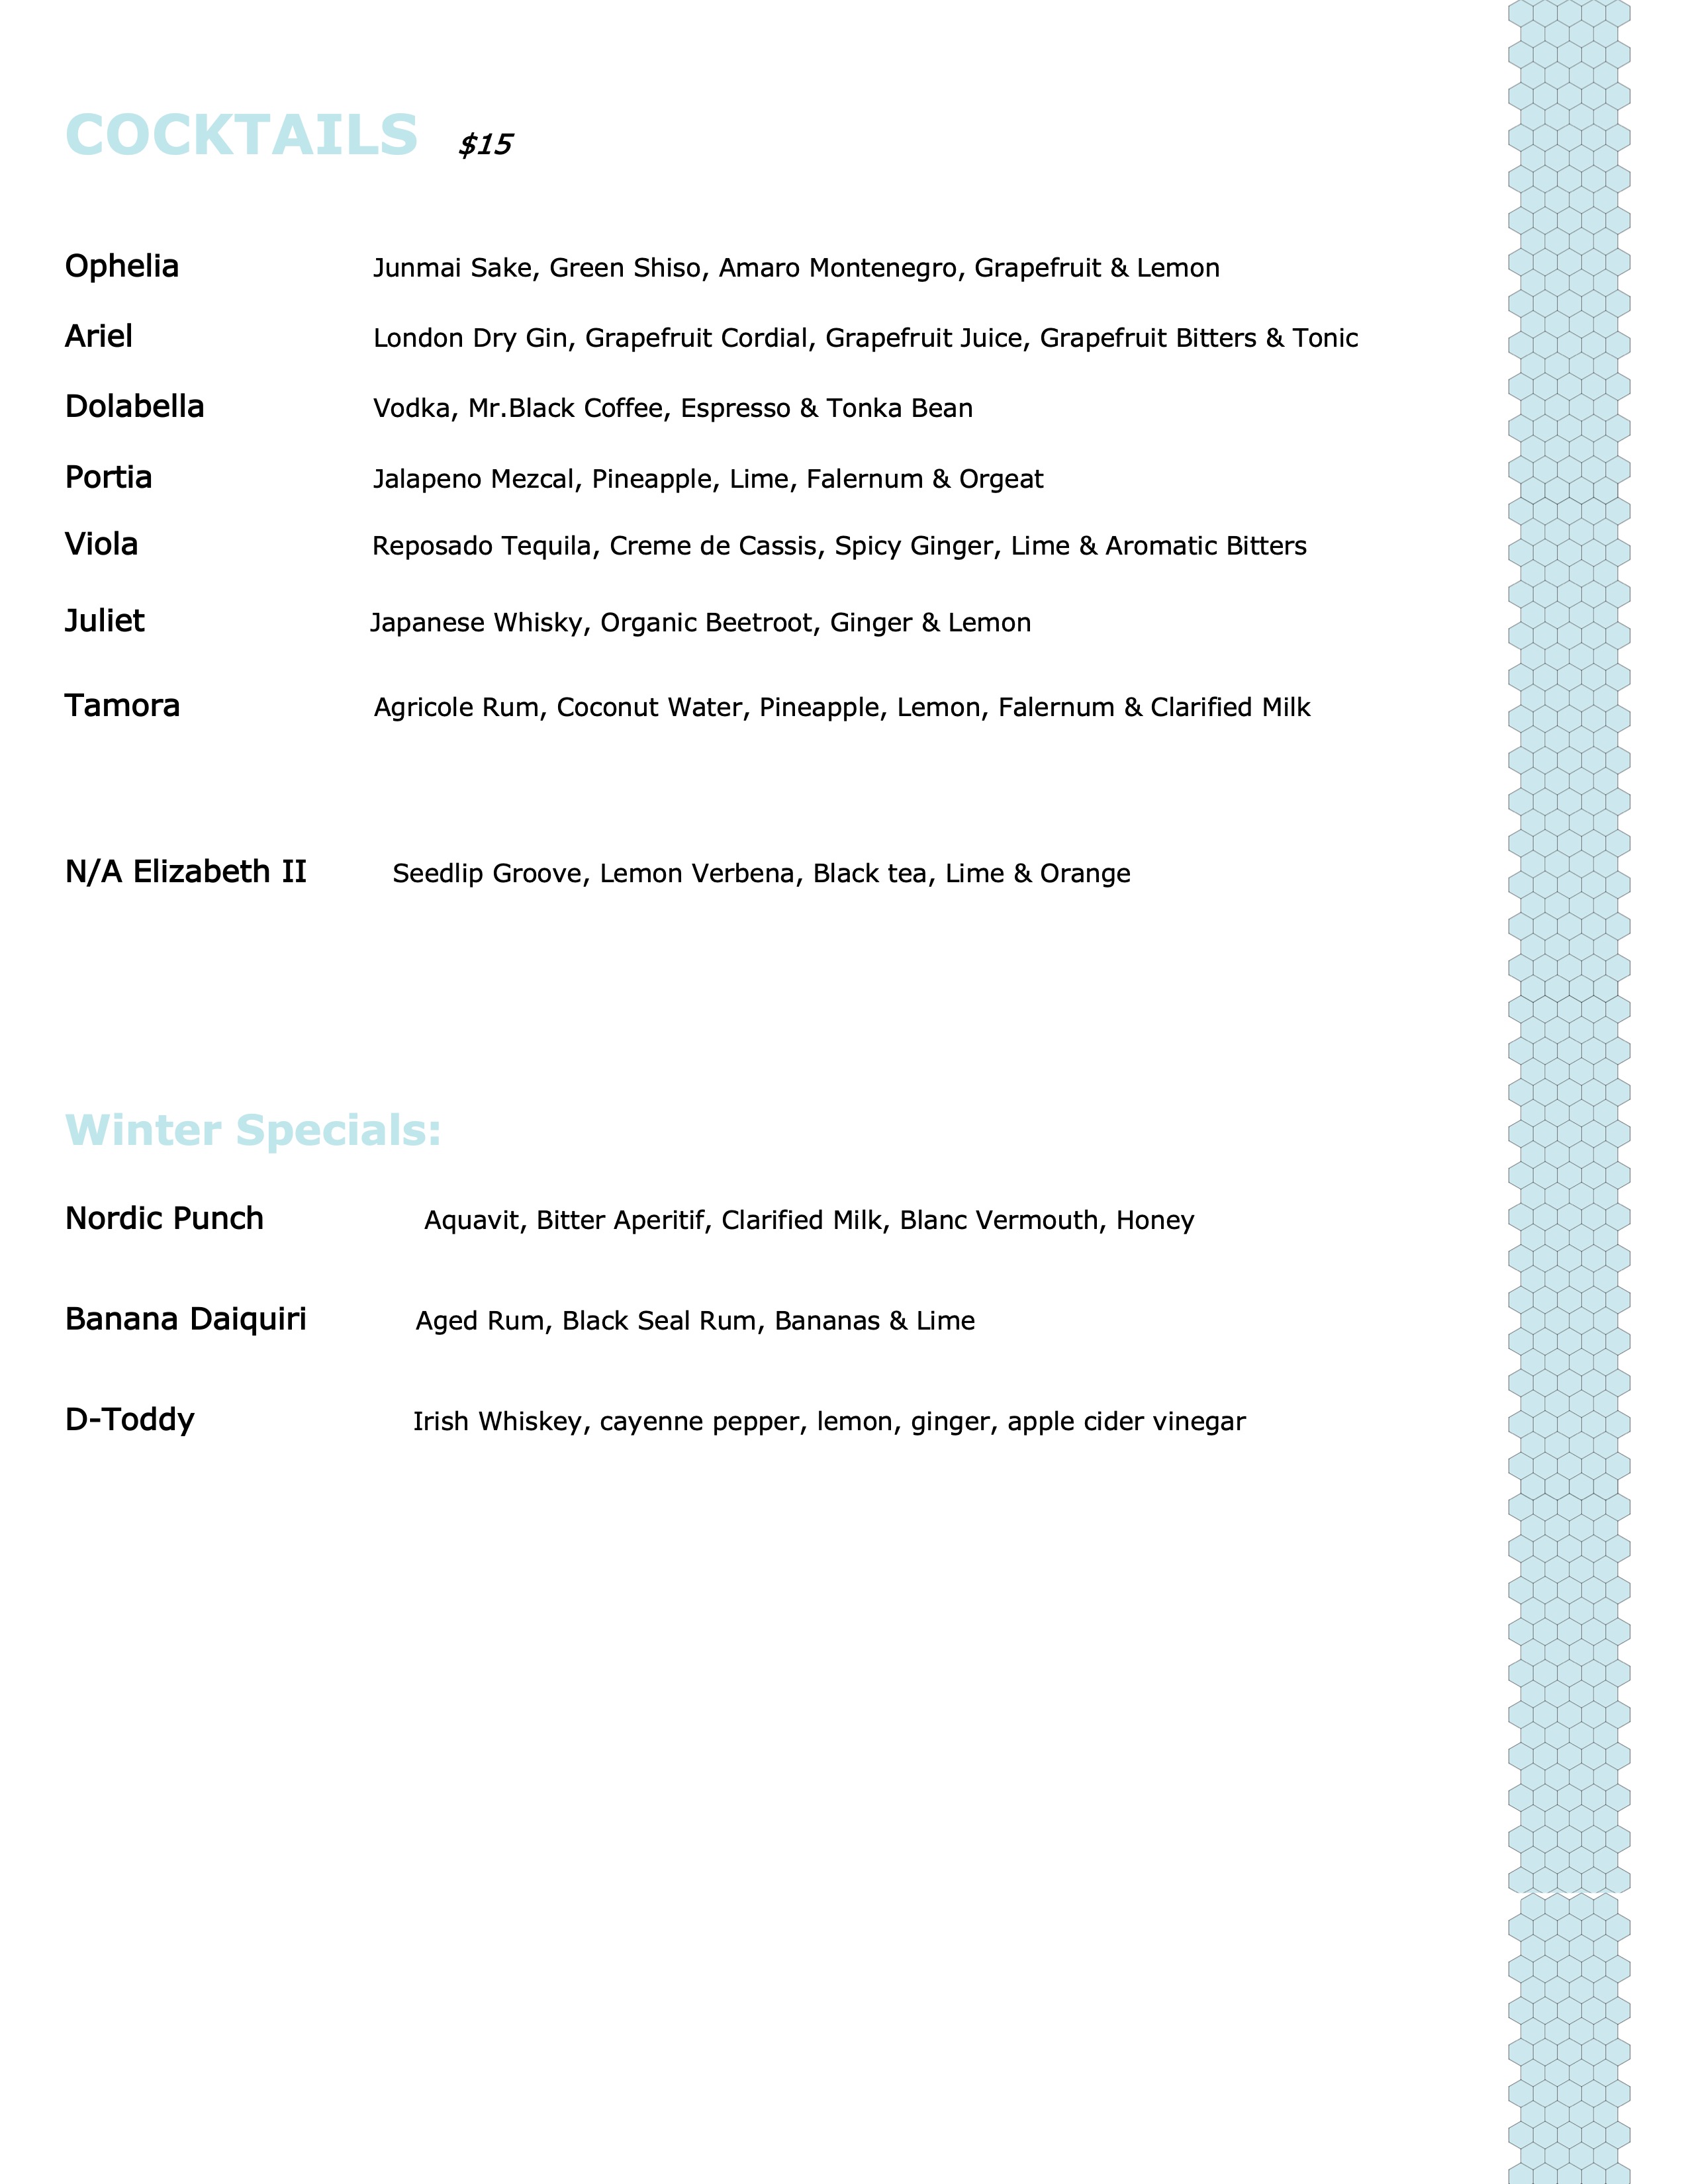 COCKTAILS $15
Ophelia Junmai Sake, Green Shiso, Amaro Montenegro, Grapefruit & Lemon
Ariel London Dry Gin, Grapefruit Cordial, Grapefruit Juice, Grapefruit Bitters & Tonic
Dolabella Vodka, Mr.Black Coffee, Espresso & Tonka Bean
Portia Jalapeno Mezcal, Pineapple, Lime, Falernum & Orgeat
Viola Reposado Tequila, Creme de Cassis, Spicy Ginger, Lime & Aromatic Bitters
Juliet Japanese Whisky, Organic Beetroot, Ginger & Lemon
Tamora Agricole Rum, Coconut Water, Pineapple, Lemon, Falernum & Clarified Milk
N/A Elizabeth II Seedlip Groove, Lemon Verbena, Black tea, Lime & Orange
Winter Specials:
Nordic Punch Aquavit, Bitter Aperitif, Clarified Milk, Blanc Vermouth, Honey
Banana Daiquiri Aged Rum, Black Seal Rum, Bananas & Lime
D-Toddy Irish Whiskey, cayenne pepper, lemon, ginger, apple cider vinegar